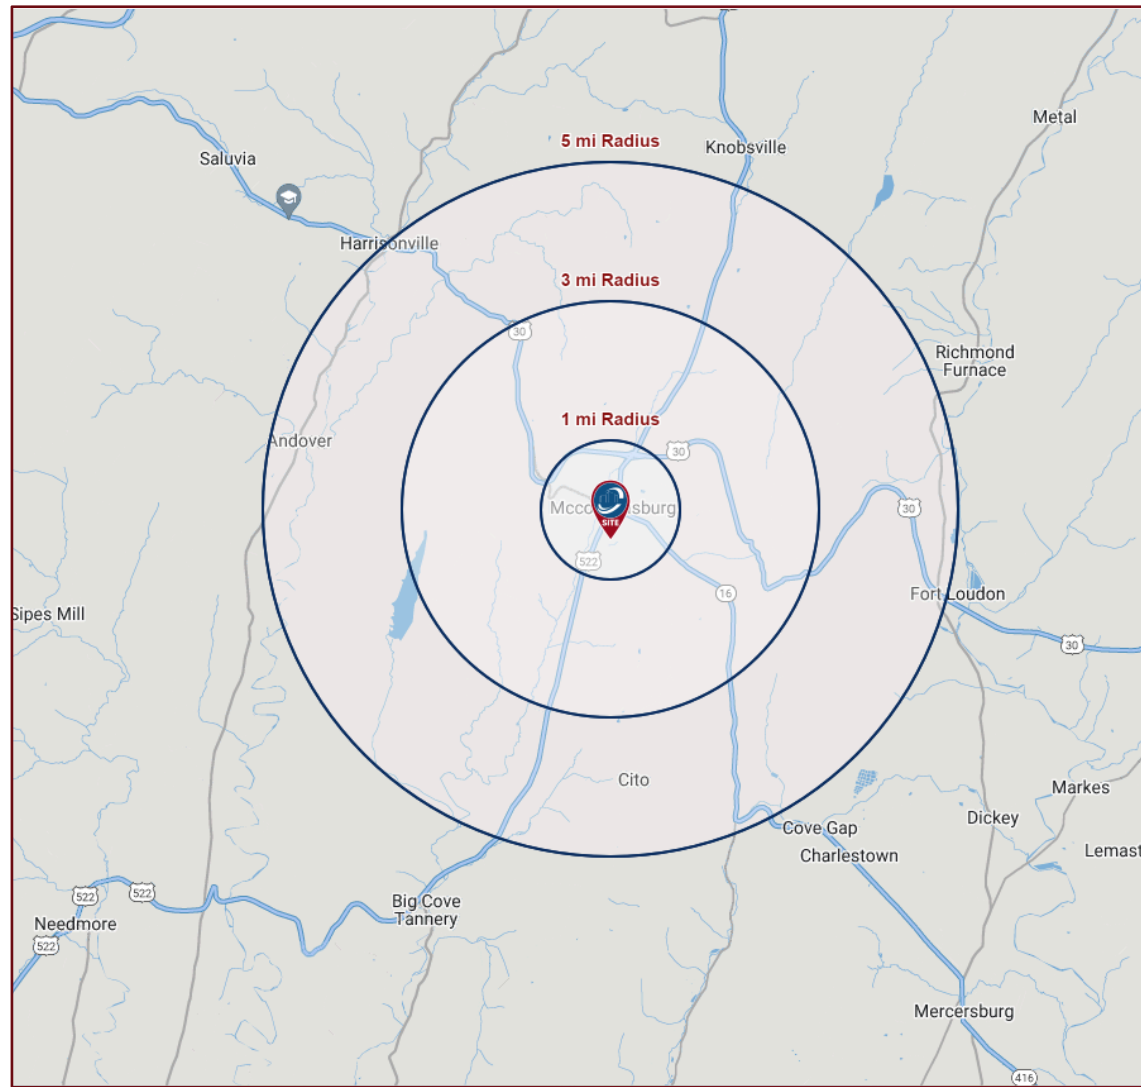 Metal
5 mi Radius
Knobsville
Saluvia
Harrisonville
3 mi Radius
30
Richmond
Furnace
1 mi Radius
Andover
30
SITE
30
522
16
Fort Loudon
Sipes Mill
30
Cito
Markes
Dickey
Cove Gap
Charlestown
Lemast
522
522
Big Cove
Tannery
Needmore
522
Mercersburg
416